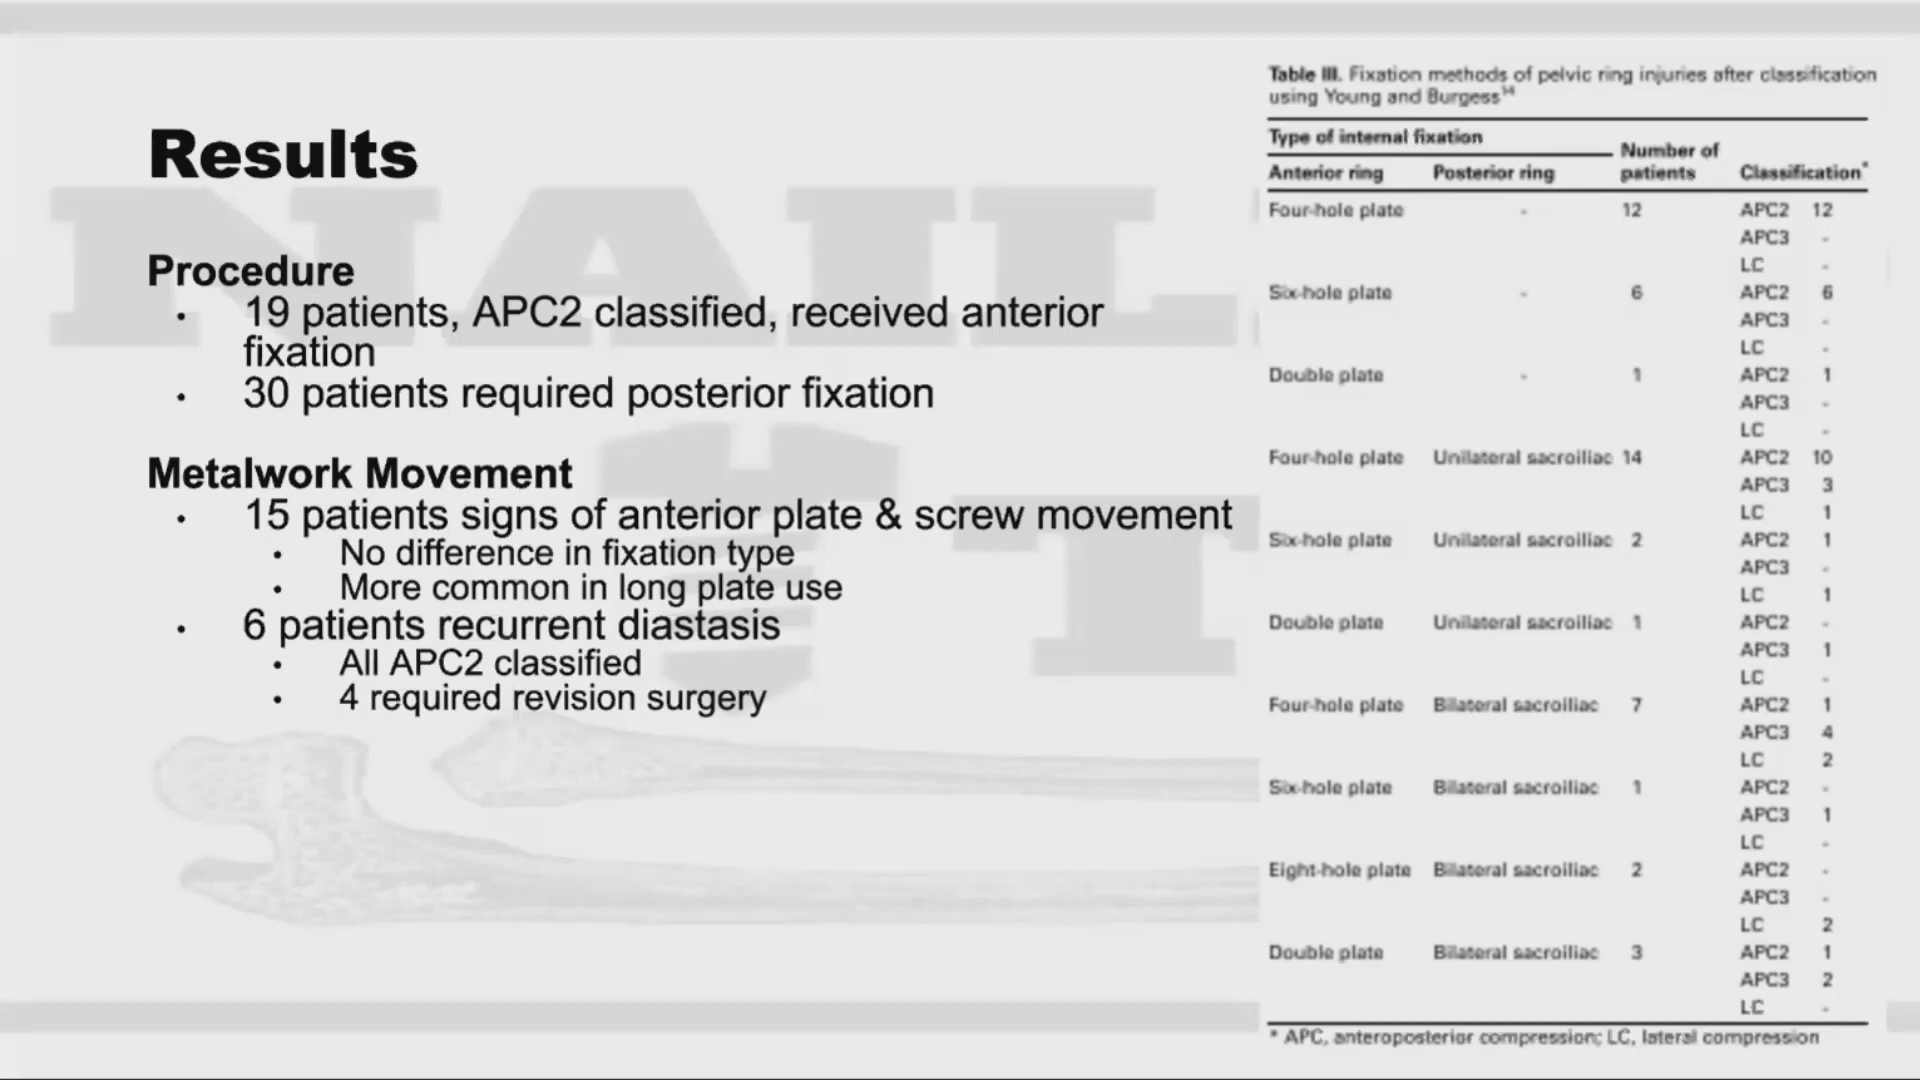 Results
Procedure
• 19 patients, APC2 classified, received anterior
fixation
• 30 patients required posterior fixation
Metalwork Movement
• 15 patients signs of anterior plate & screw movement
• No difference in fixation type
• More common in long plate use
• 6 patients recurrent diastasis
• All APC2 classified
• 4 required revision surgery
NAIL
T
Table III. Fixation methods of pelvic ring injuries after classification
using Young and Burgess¹⁴
Type of internal fixation
Number of
Anterior ring Posterior ring patients Classification*
Four-hole plate - 12 APC2 12
APC3 -
LC -
Six-hole plate - 6 APC2 6
APC3 -
LC -
Double plate - 1 APC2 1
APC3 -
LC -
Four-hole plate Unilateral sacroiliac 14 APC2 10
APC3 3
LC 1
Six-hole plate Unilateral sacroiliac 2 APC2 1
APC3 -
LC 1
Double plate Unilateral sacroiliac 1 APC2 -
APC3 1
LC -
Four-hole plate Bilateral sacroiliac 7 APC2 1
APC3 4
LC 2
Six-hole plate Bilateral sacroiliac 1 APC2 -
APC3 1
LC -
Eight-hole plate Bilateral sacroiliac 2 APC2 -
APC3 -
LC 2
Double plate Bilateral sacroiliac 3 APC2 1
APC3 2
LC -
* APC, anteroposterior compression; LC, lateral compression